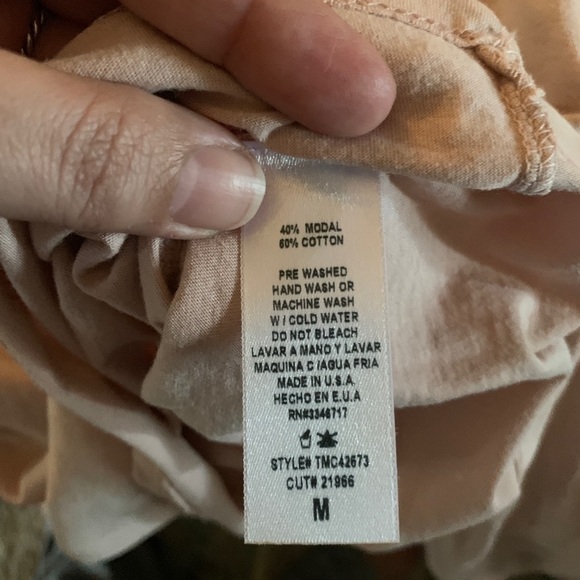 40% MODAL
60% COTTON
PRE WASHED
HAND WASH OR
MACHINE WASH
W/ COLD WATER
DO NOT BLEACH
LAVAR A MANO Y LAVAR
MAQUINA C /AGUA FRIA
MADE IN U.S.A
HECHO EN E.U.A
RN#3346717
STYLE# TMC42673
CUT# 21966
M